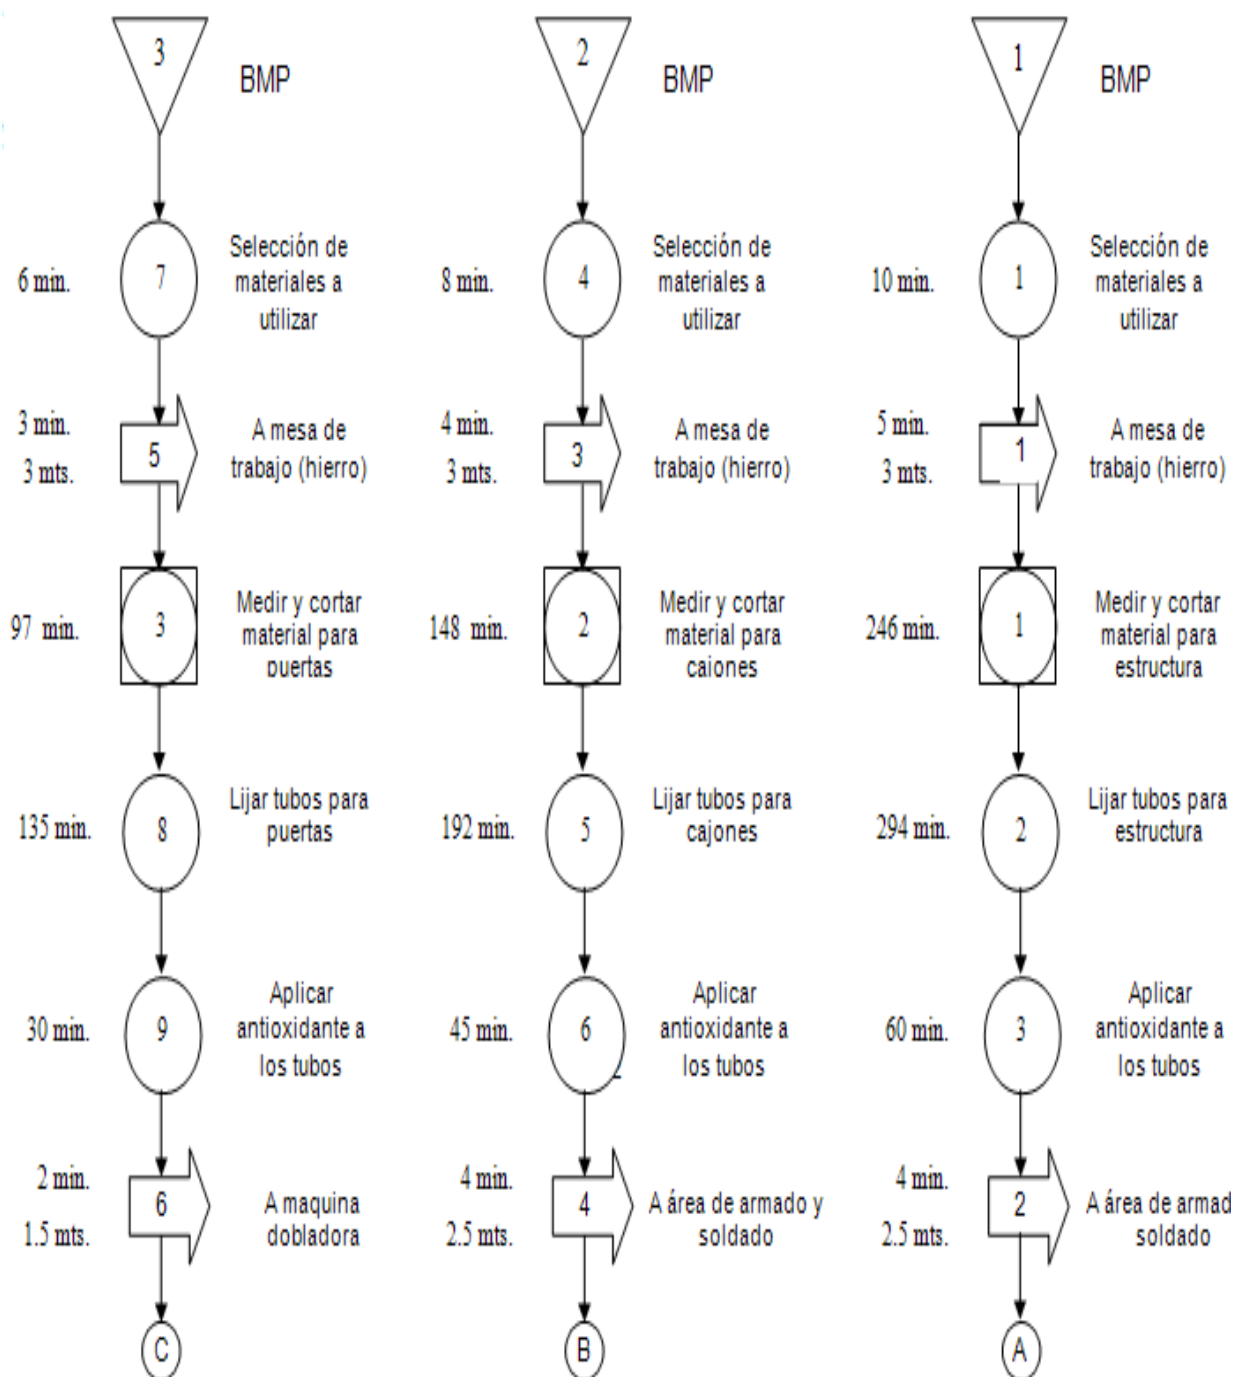 3
BMP
2
BMP
1
BMP
6 min.
7
Selección de
materiales a
utilizar
8 min.
4
Selección de
materiales a
utilizar
10 min.
1
Selección de
materiales a
utilizar
3 min.
3 mts.
5
A mesa de
trabajo (hierro)
4 min.
3 mts.
3
A mesa de
trabajo (hierro)
5 min.
3 mts.
1
A mesa de
trabajo (hierro)
97 min.
3
Medir y cortar
material para
puertas
148 min.
2
Medir y cortar
material para
cajones
246 min.
1
Medir y cortar
material para
estructura
135 min.
8
Lijar tubos para
puertas
192 min.
5
Lijar tubos para
cajones
294 min.
2
Lijar tubos para
estructura
30 min.
9
Aplicar
antioxidante a
los tubos
45 min.
6
Aplicar
antioxidante a
los tubos
60 min.
3
Aplicar
antioxidante a
los tubos
2 min.
1.5 mts.
6
A maquina
dobladora
4 min.
2.5 mts.
4
A área de armado y
soldado
4 min.
2.5 mts.
2
A área de armad
soldado
C
B
A